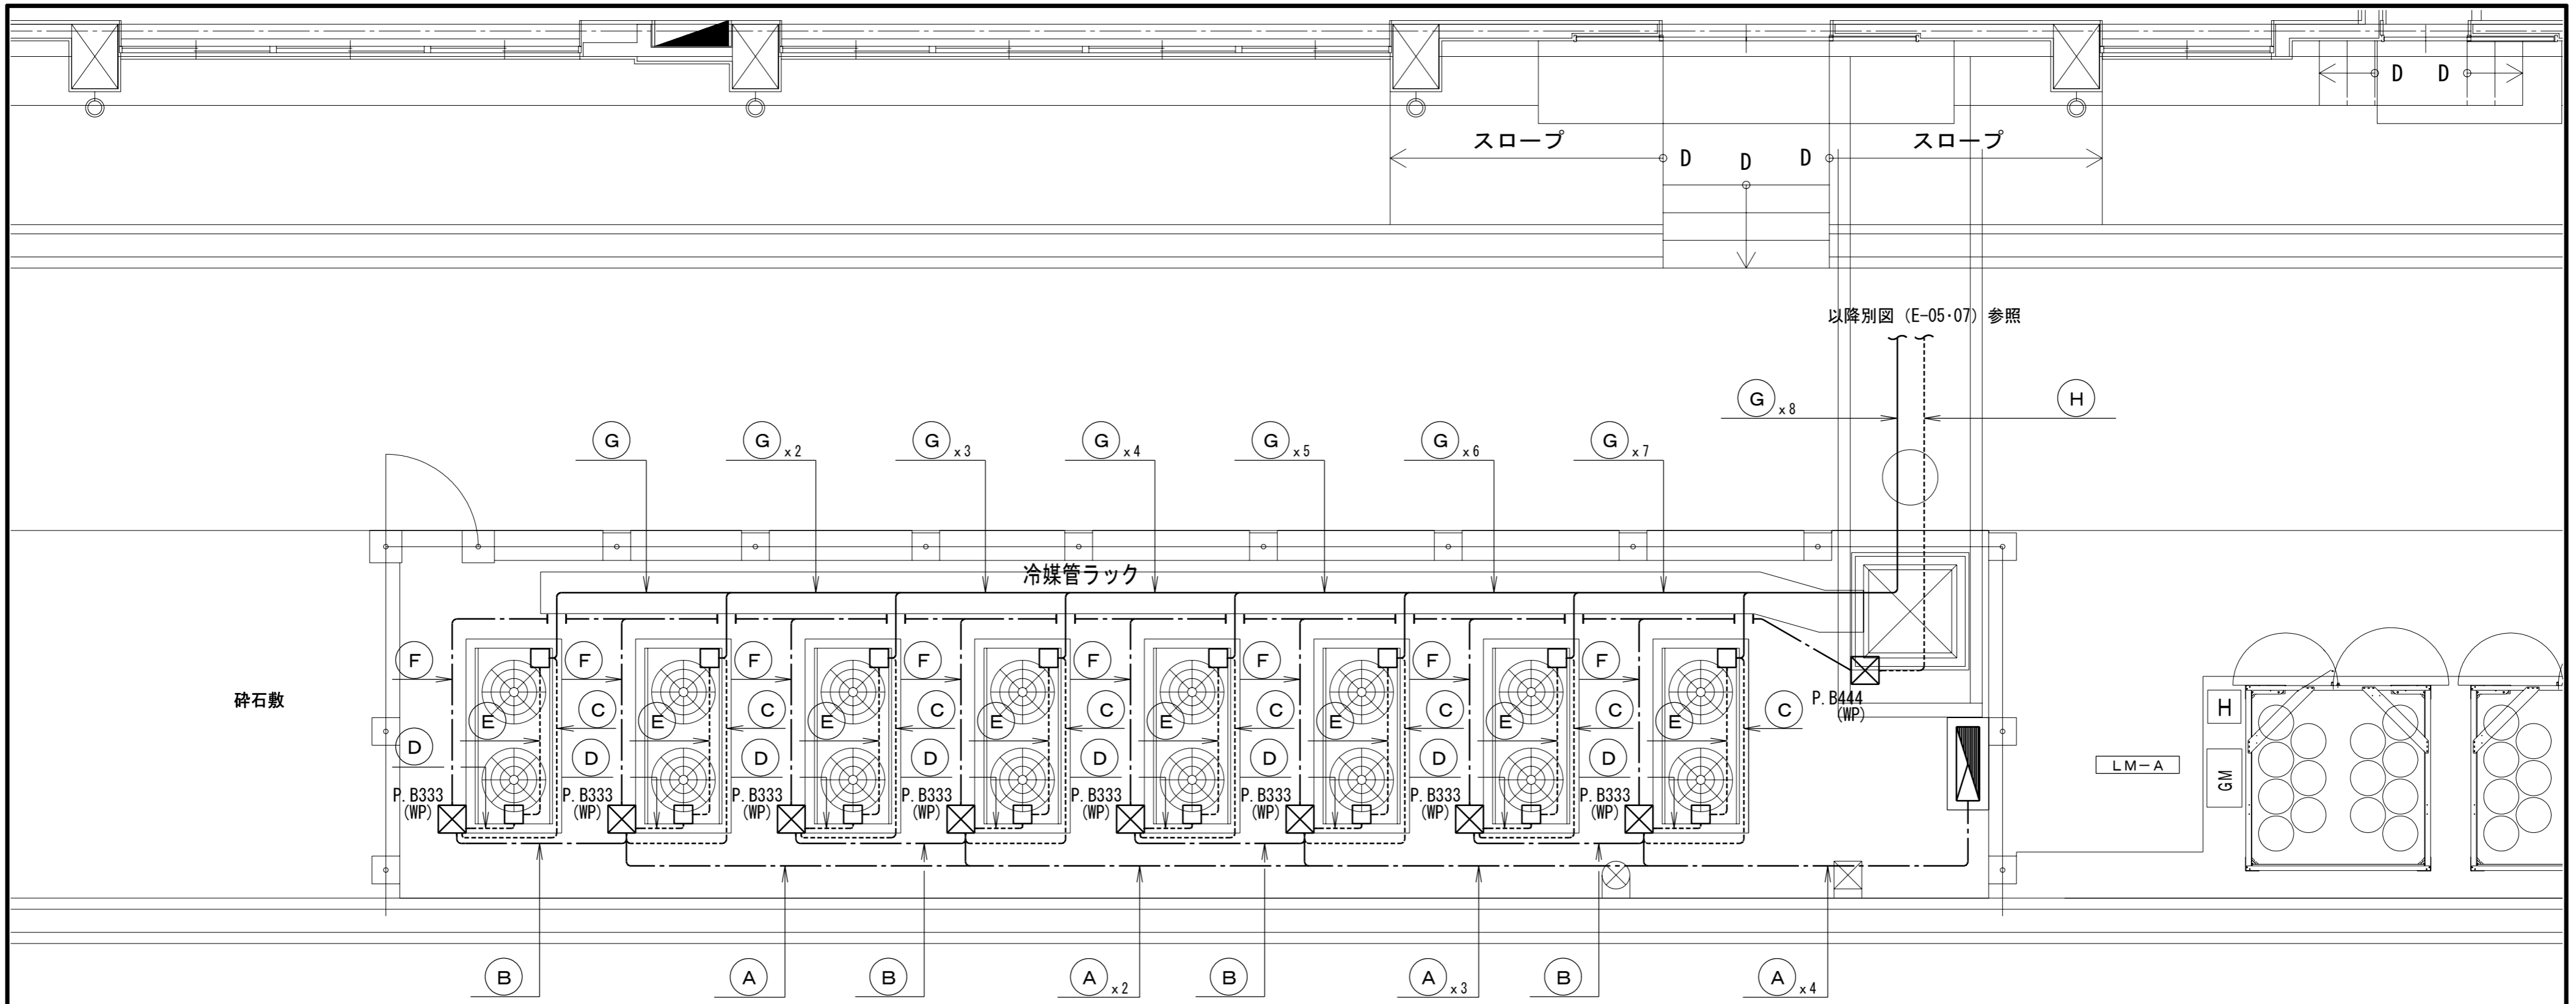 D D
スロープ D D D スロープ
以降別図（E-05･07）参照
G x8 H
G G x2 G x3 G x4 G x5 G x6 G x7
冷媒管ラック
F F F F F F F F
碎石敷
E C E C E C E C E C E C E C E C
P.B444
(WP)
H
D D D D D D D D
LM-A
GM
P.B333 P.B333 P.B333 P.B333 P.B333 P.B333 P.B333 P.B333
(WP) (WP) (WP) (WP) (WP) (WP) (WP) (WP)
B A B A x2 B A x3 B A x4